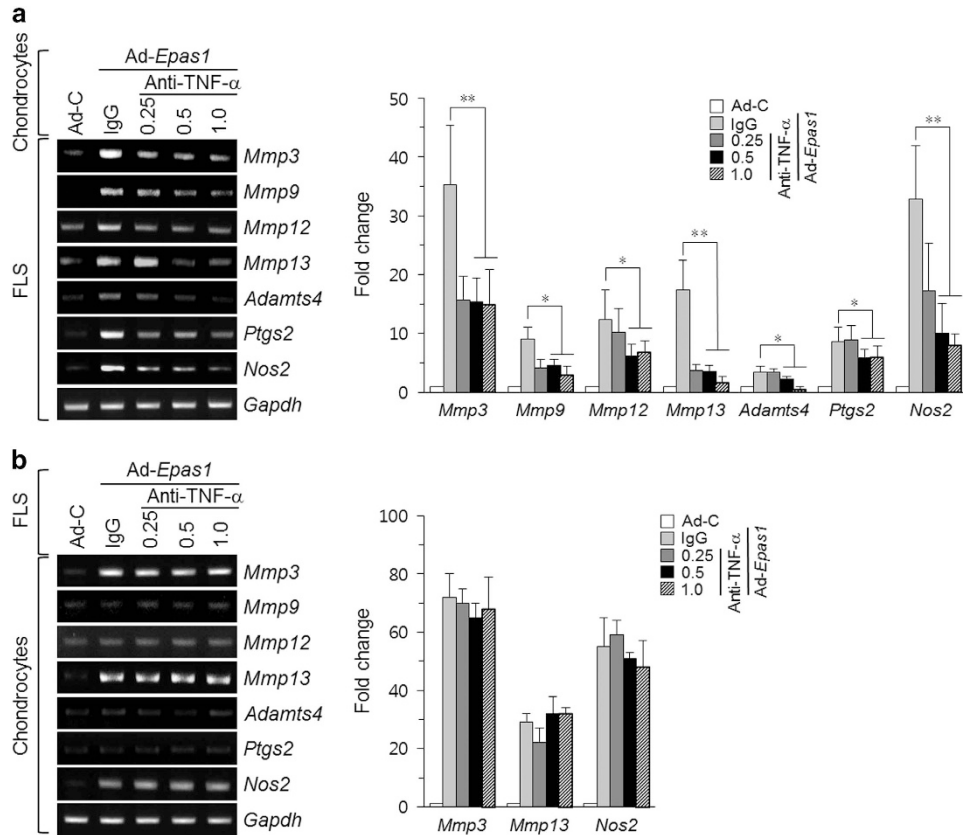 a
Chondrocytes
FLS
Ad-Epas1
Anti-TNF-α
Ad-C
IgG
0.25
0.5
1.0
Mmp3
Mmp9
Mmp12
Mmp13
Adamts4
Ptgs2
Nos2
Gapdh
Fold change
50
40
30
20
10
0
**
*
*
**
*
*
**
Ad-C
IgG
0.25
0.5
1.0
Anti-TNF-α
Ad-Epas1
Mmp3 Mmp9 Mmp12 Mmp13 Adamts4 Ptgs2 Nos2
b
FLS
Chondrocytes
Ad-Epas1
Anti-TNF-α
Ad-C
IgG
0.25
0.5
1.0
Mmp3
Mmp9
Mmp12
Mmp13
Adamts4
Ptgs2
Nos2
Gapdh
Fold change
100
80
60
40
20
0
Ad-C
IgG
0.25
0.5
1.0
Anti-TNF-α
Ad-Epas1
Mmp3 Mmp13 Nos2